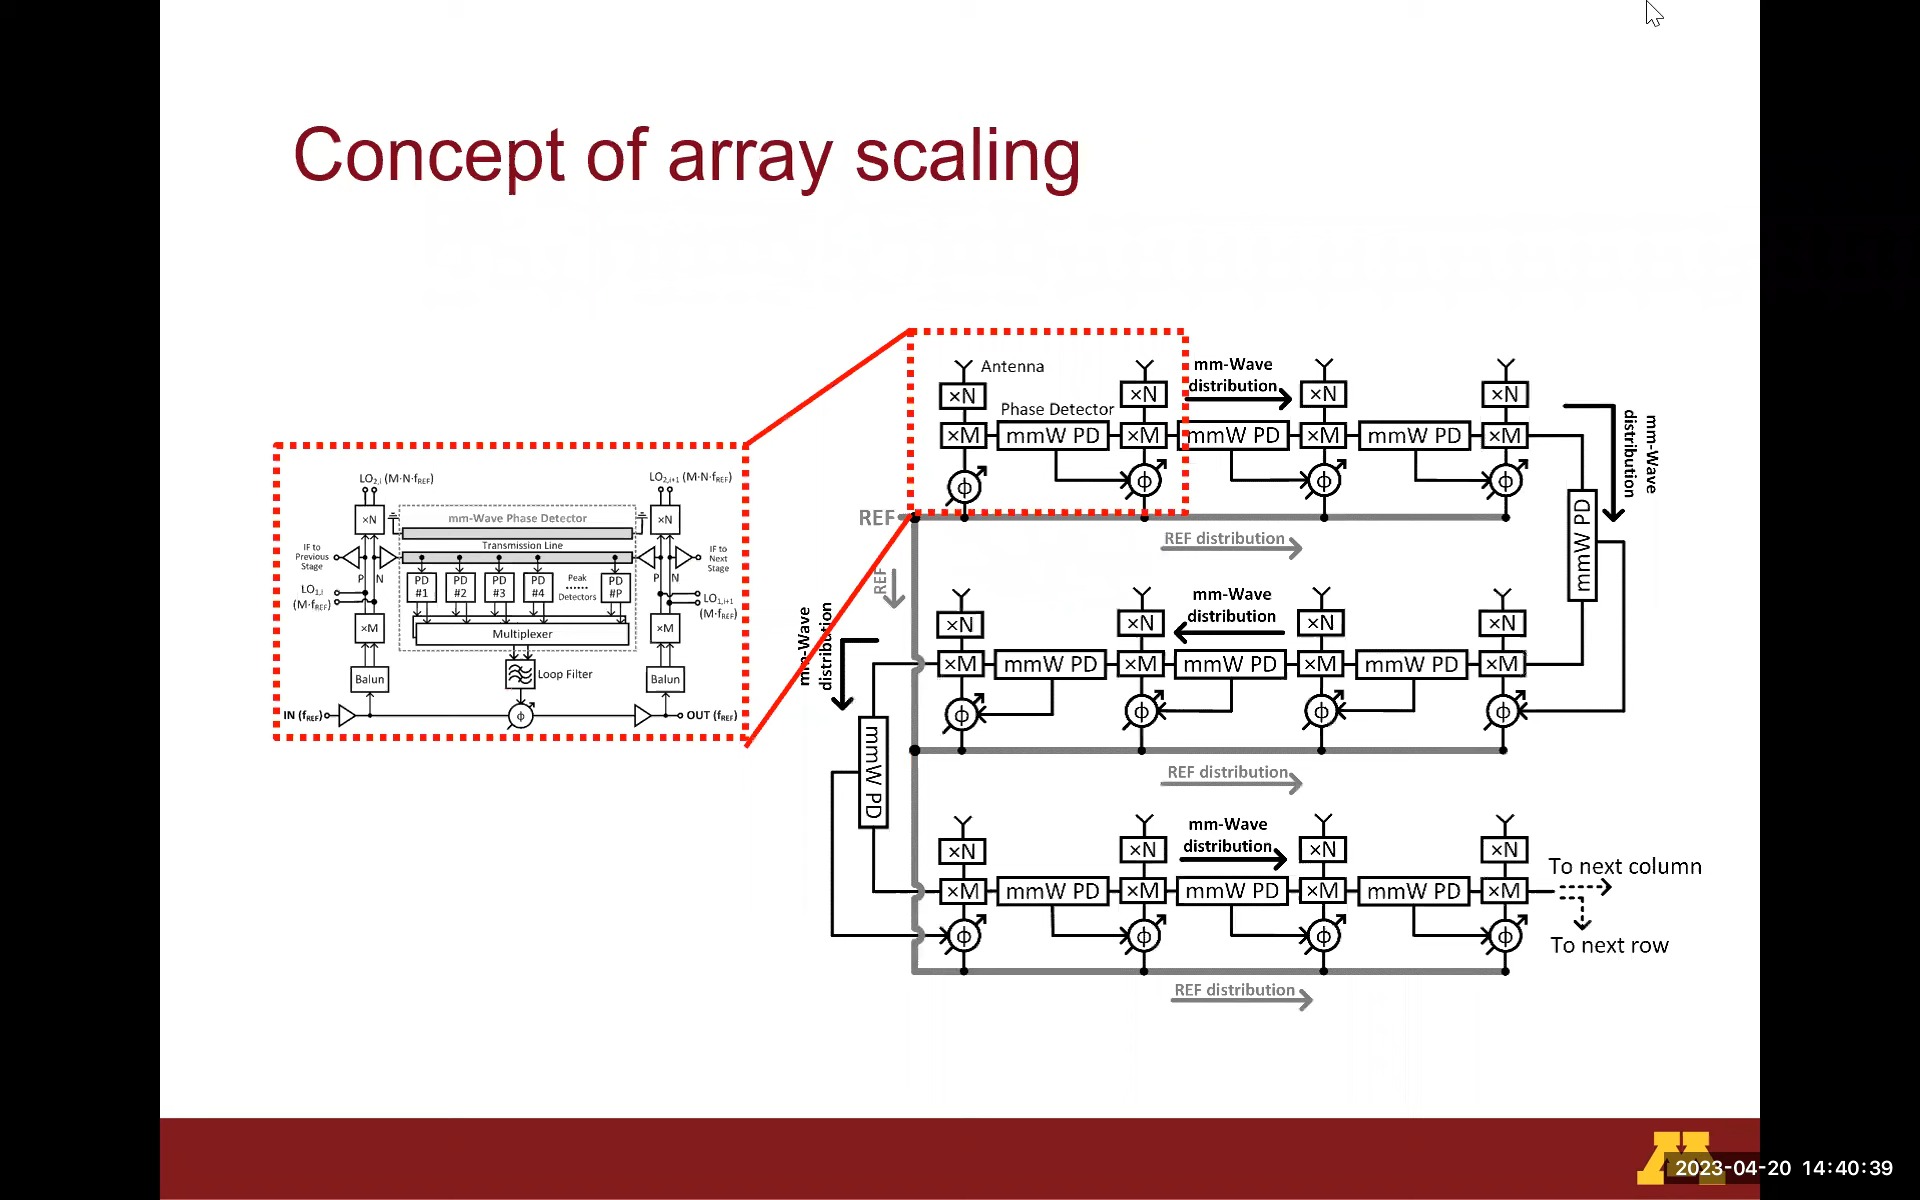 Concept of array scaling
LO2,i (M·N·fREF)
LO2,i+1 (M·N·fREF)
×N
mm-Wave Phase Detector
×N
IF to
Previous
Stage
Transmission Line
IF to
Next
Stage
P N
P N
PD #1
PD #2
PD #3
PD #4
Peak
......
Detectors
PD #P
LO1,i
(M·fREF)
LO1,i+1
(M·fREF)
×M
Multiplexer
×M
Balun
Loop Filter
Balun
IN (fREF)
ϕ
OUT (fREF)
Antenna
mm-Wave
distribution
×N
×N
×N
×N
Phase Detector
×M mmW PD ×M mmW PD ×M mmW PD ×M
ϕ ϕ ϕ ϕ
mm-Wave
distribution
mmW PD
REF
REF distribution
REF
mm-Wave
distribution
mm-Wave
distribution
×N ×N ×N ×N
×M mmW PD ×M mmW PD ×M mmW PD ×M
ϕ ϕ ϕ ϕ
REF distribution
mmW PD
mm-Wave
distribution
×N ×N ×N ×N
×M mmW PD ×M mmW PD ×M mmW PD ×M
ϕ ϕ ϕ ϕ
To next column
To next row
REF distribution
M
2023-04-20 14:40:39